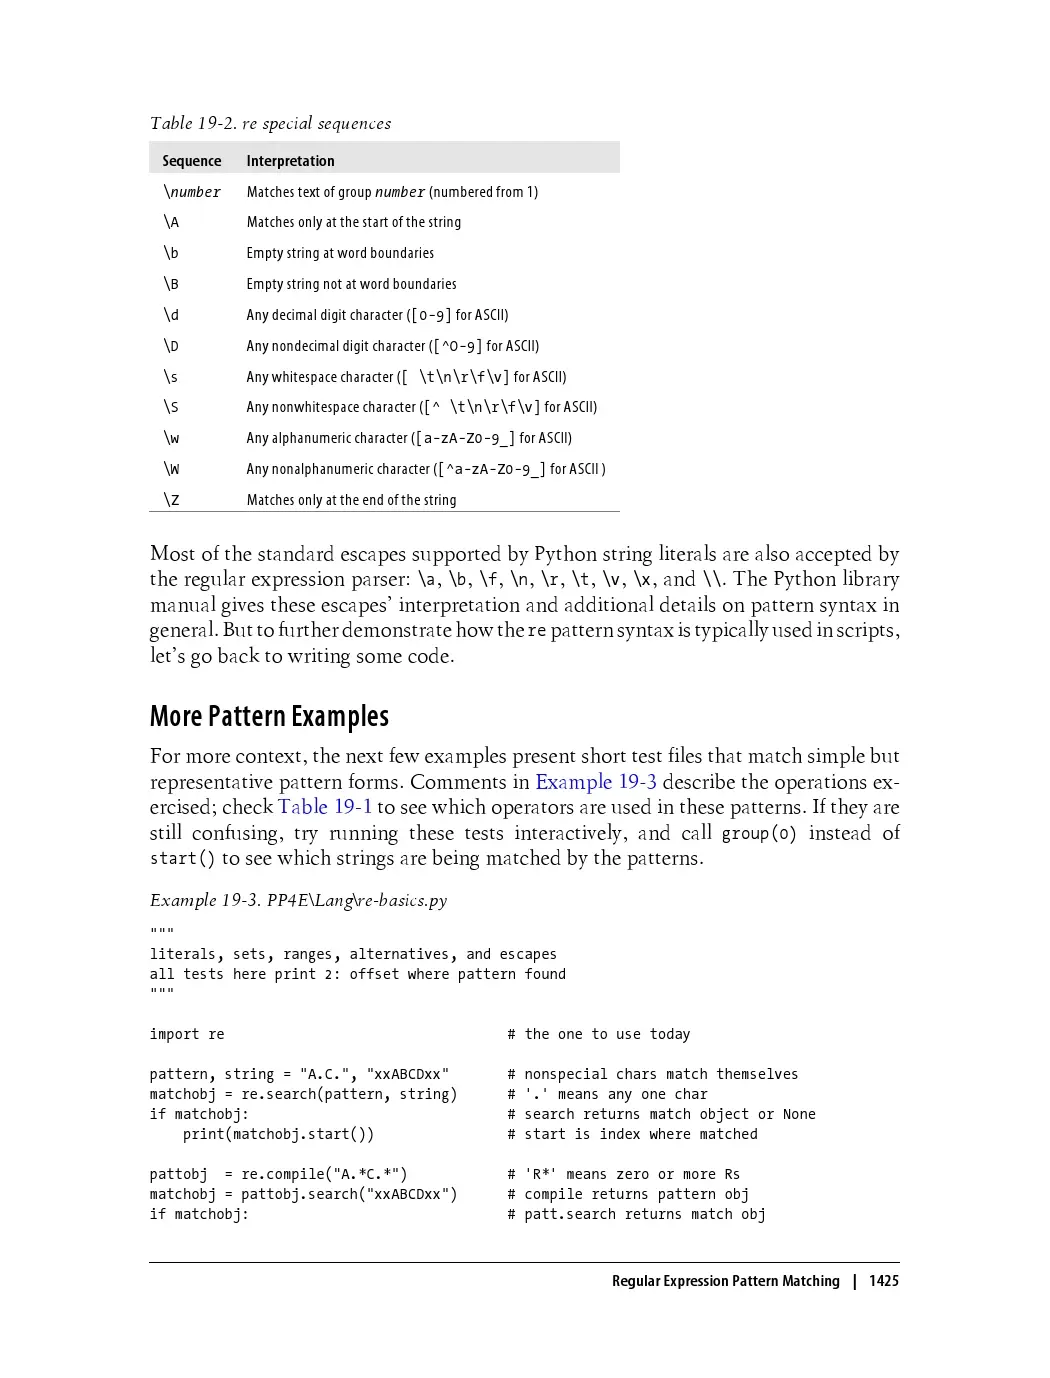 Table 19-2. re special sequences
Sequence Interpretation
\number Matches text of group number (numbered from 1)
\A Matches only at the start of the string
\b Empty string at word boundaries
\B Empty string not at word boundaries
\d Any decimal digit character ([0-9] for ASCII)
\D Any nondecimal digit character ([^O-9] for ASCII)
\s Any whitespace character ([ \t\n\r\f\v] for ASCII)
\S Any nonwhitespace character ([^ \t\n\r\f\v] for ASCII)
\w Any alphanumeric character ([a-zA-Z0-9_] for ASCII)
\W Any nonalphanumeric character ([^a-zA-Z0-9_] for ASCII )
\Z Matches only at the end of the string
Most of the standard escapes supported by Python string literals are also accepted by
the regular expression parser: \a, \b, \f, \n, \r, \t, \v, \x, and \\. The Python library
manual gives these escapes’ interpretation and additional details on pattern syntax in
general. But to further demonstrate how the re pattern syntax is typically used in scripts,
let’s go back to writing some code.
More Pattern Examples
For more context, the next few examples present short test files that match simple but
representative pattern forms. Comments in Example 19-3 describe the operations ex-
ercised; check Table 19-1 to see which operators are used in these patterns. If they are
still confusing, try running these tests interactively, and call group(0) instead of
start() to see which strings are being matched by the patterns.
Example 19-3. PP4E\Lang\re-basics.py
"""
literals, sets, ranges, alternatives, and escapes
all tests here print 2: offset where pattern found
"""
import re # the one to use today
pattern, string = "A.C.", "xxABCDxx" # nonspecial chars match themselves
matchobj = re.search(pattern, string) # '.' means any one char
if matchobj: # search returns match object or None
print(matchobj.start()) # start is index where matched
pattobj = re.compile("A.*C.*") # 'R*' means zero or more Rs
matchobj = pattobj.search("xxABCDxx") # compile returns pattern obj
if matchobj: # patt.search returns match obj
Regular Expression Pattern Matching | 1425